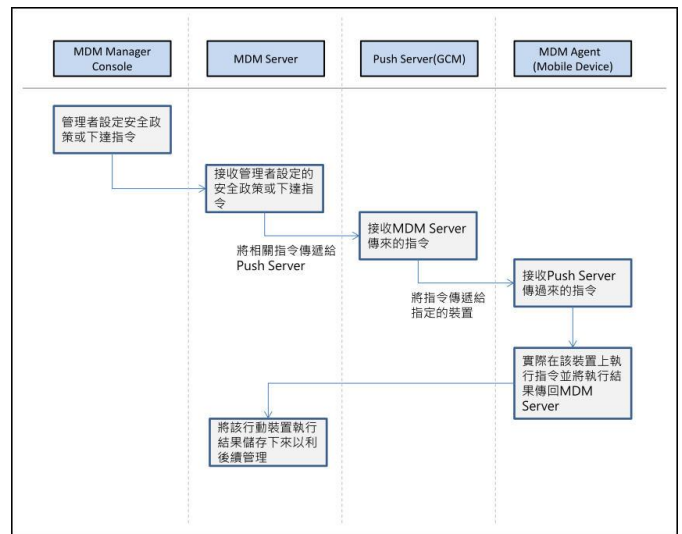 MDM Manager
Console
MDM Server
Push Server(GCM)
MDM Agent
(Mobile Device)
管理者設定安全政
策或下達指令
接收管理者設定的
安全政策或下達指
令
將相關指令傳遞給
Push Server
接收MDM Server
傳來的指令
將指令傳遞給
指定的裝置
接收Push Server
傳過來的指令
實際在該裝置上執
行指令並將執行結
果傳回MDM
Server
將該行動裝置執行
結果儲存下來以利
後續管理